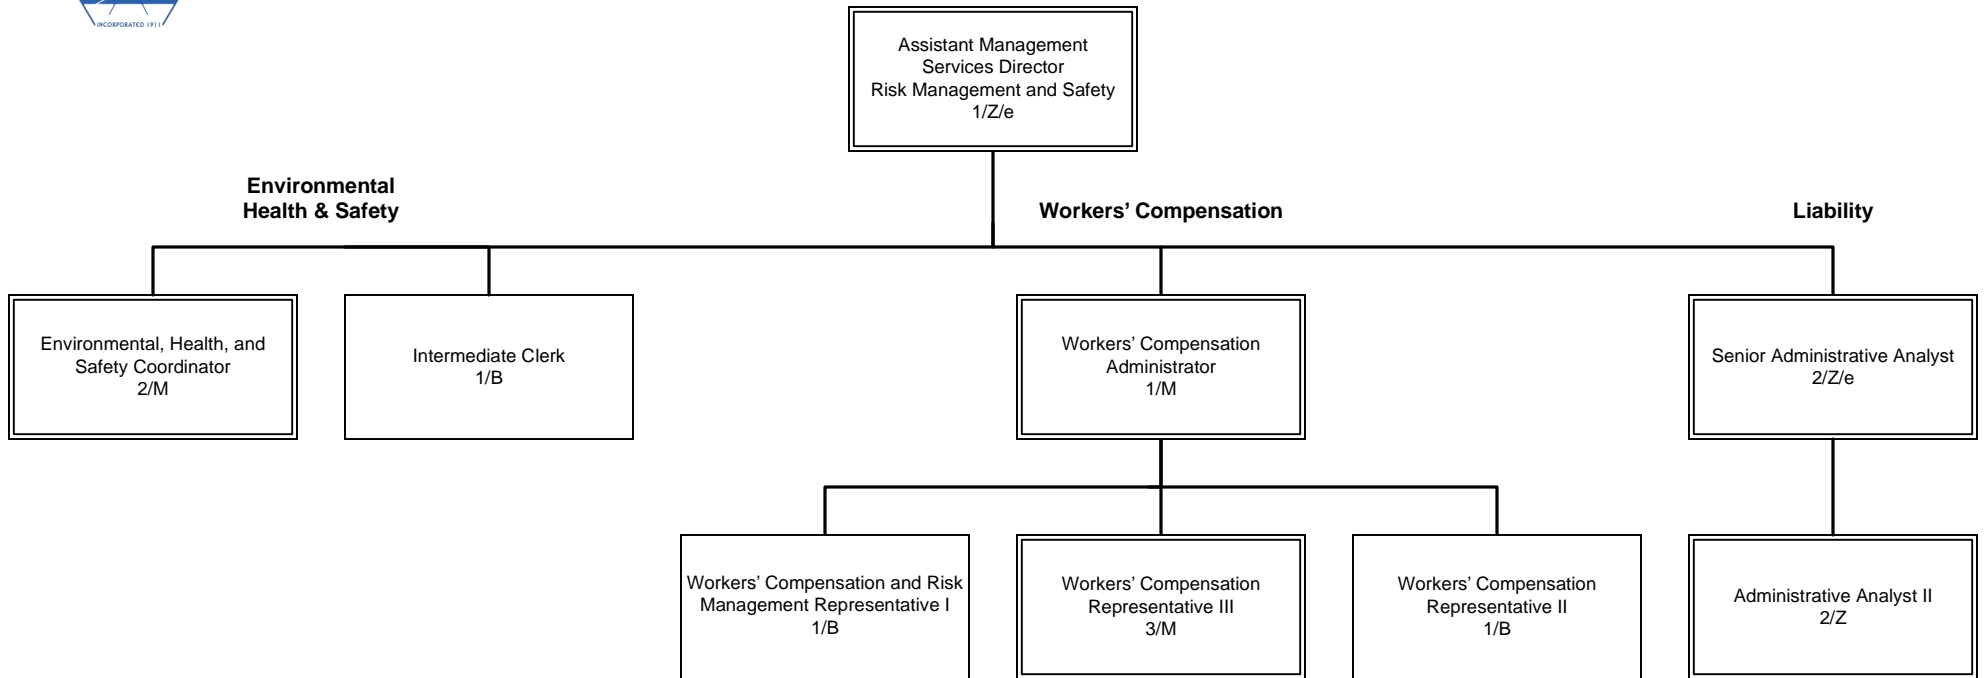 INCORPORATED 1911
Assistant Management
Services Director
Risk Management and Safety
1/Z/e
Environmental
Health & Safety
Workers’ Compensation
Liability
Environmental, Health, and
Safety Coordinator
2/M
Intermediate Clerk
1/B
Workers’ Compensation
Administrator
1/M
Senior Administrative Analyst
2/Z/e
Workers’ Compensation and Risk
Management Representative I
1/B
Workers’ Compensation
Representative III
3/M
Workers’ Compensation
Representative II
1/B
Administrative Analyst II
2/Z